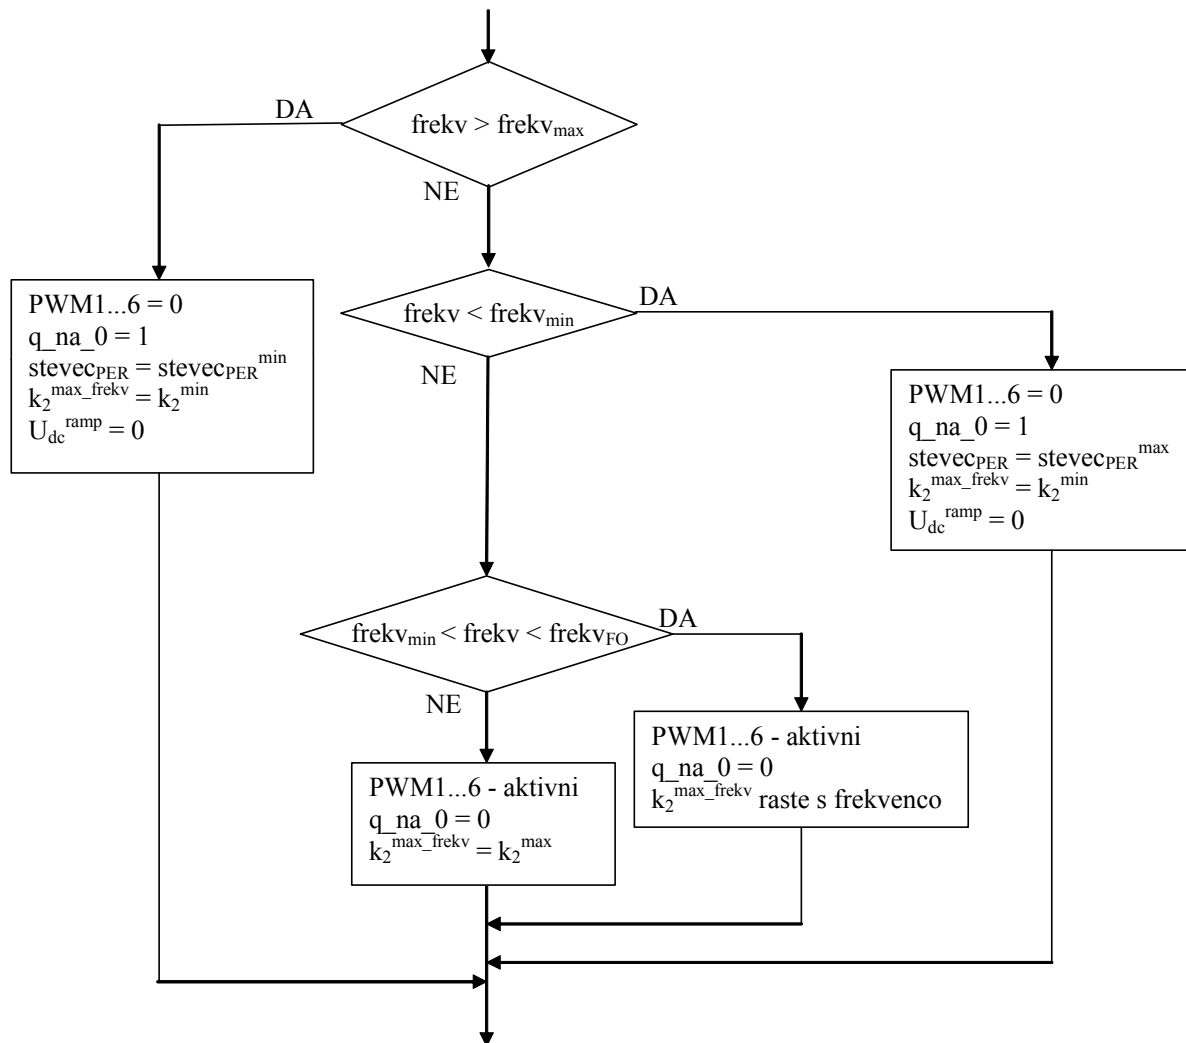 DA
frekv > frekv_max
NE
PWM1...6 = 0
q_na_0 = 1
stevec_PER = stevec_PER^min
k_2^max_frekv = k_2^min
U_dc^ramp = 0
frekv < frekv_min
DA
NE
PWM1...6 = 0
q_na_0 = 1
stevec_PER = stevec_PER^max
k_2^max_frekv = k_2^min
U_dc^ramp = 0
frekv_min < frekv < frekv_FO
DA
NE
PWM1...6 - aktivni
q_na_0 = 0
k_2^max_frekv raste s frekvenco
PWM1...6 - aktivni
q_na_0 = 0
k_2^max_frekv = k_2^max